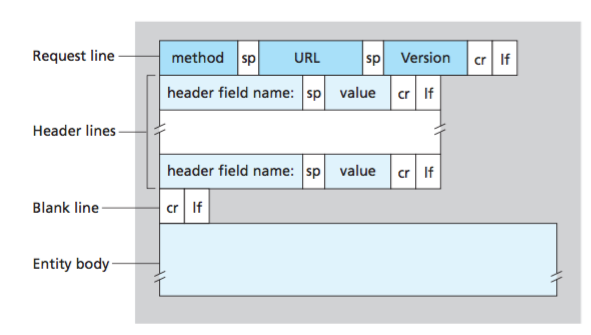 Request line method sp URL sp Version cr lf
header field name: sp value cr lf
Header lines
header field name: sp value cr lf
Blank line cr lf
Entity body